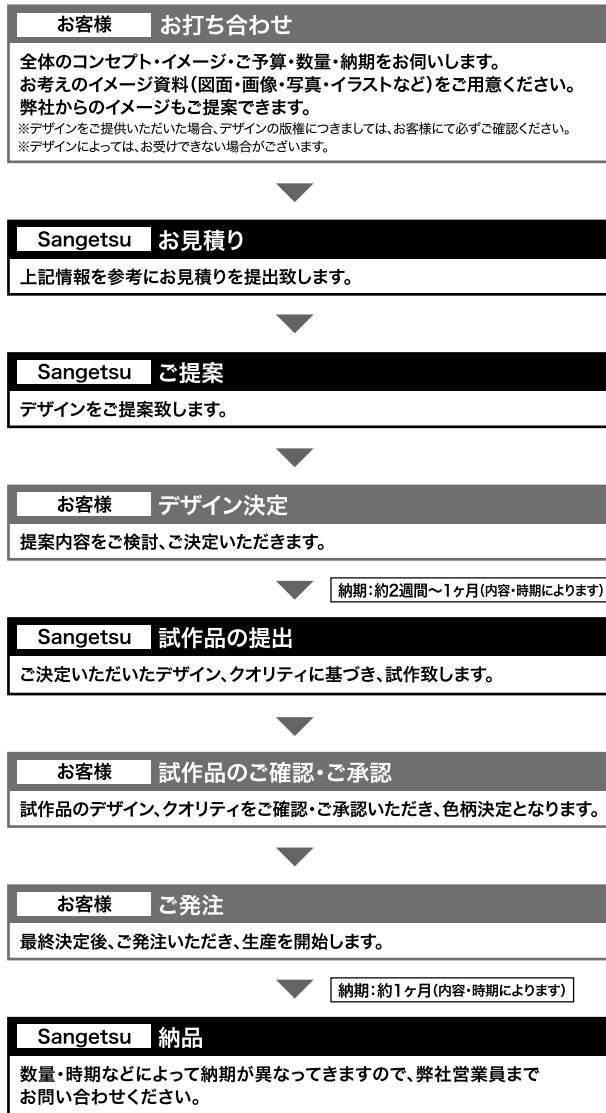 お客様 お打ち合わせ
全体のコンセプト・イメージ・ご予算・数量・納期をお伺いします。
お考えのイメージ資料(図面・画像・写真・イラストなど)をご用意ください。
弊社からのイメージもご提案できます。
※デザインをご提供いただいた場合、デザインの版権につきましては、お客様にて必ずご確認ください。
※デザインによっては、お受けできない場合がございます。
Sangetsu お見積り
上記情報を参考にお見積りを提出致します。
Sangetsu ご提案
デザインをご提案致します。
お客様 デザイン決定
提案内容をご検討、ご決定いただきます。
納期:約2週間〜1ヶ月(内容・時期によります)
Sangetsu 試作品の提出
ご決定いただいたデザイン、クオリティに基づき、試作致します。
お客様 試作品のご確認・ご承認
試作品のデザイン、クオリティをご確認・ご承認いただき、色柄決定となります。
お客様 ご発注
最終決定後、ご発注いただき、生産を開始します。
納期:約1ヶ月(内容・時期によります)
Sangetsu 納品
数量・時期などによって納期が異なってきますので、弊社営業員まで
お問い合わせください。